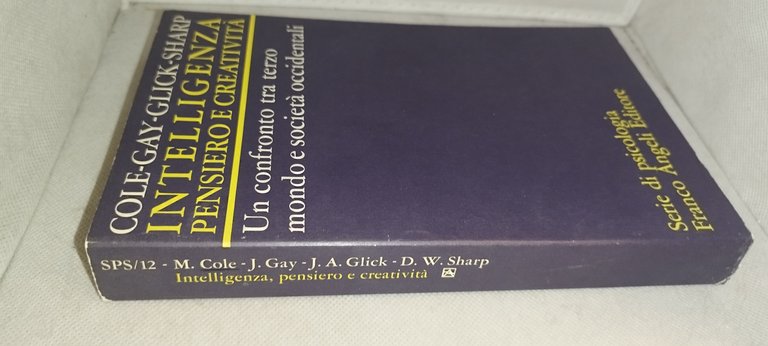 COLE-GAY-GLICK-SHARP
INTELLIGENZA
PENSIERO E CREATIVITÀ
Un confronto tra terzo
mondo e società occidentali
Serie di psicologia
Franco Angeli Editore
SPS/12 - M. Cole - J. Gay - J. A. Glick - D. W. Sharp
Intelligenza, pensiero e creatività